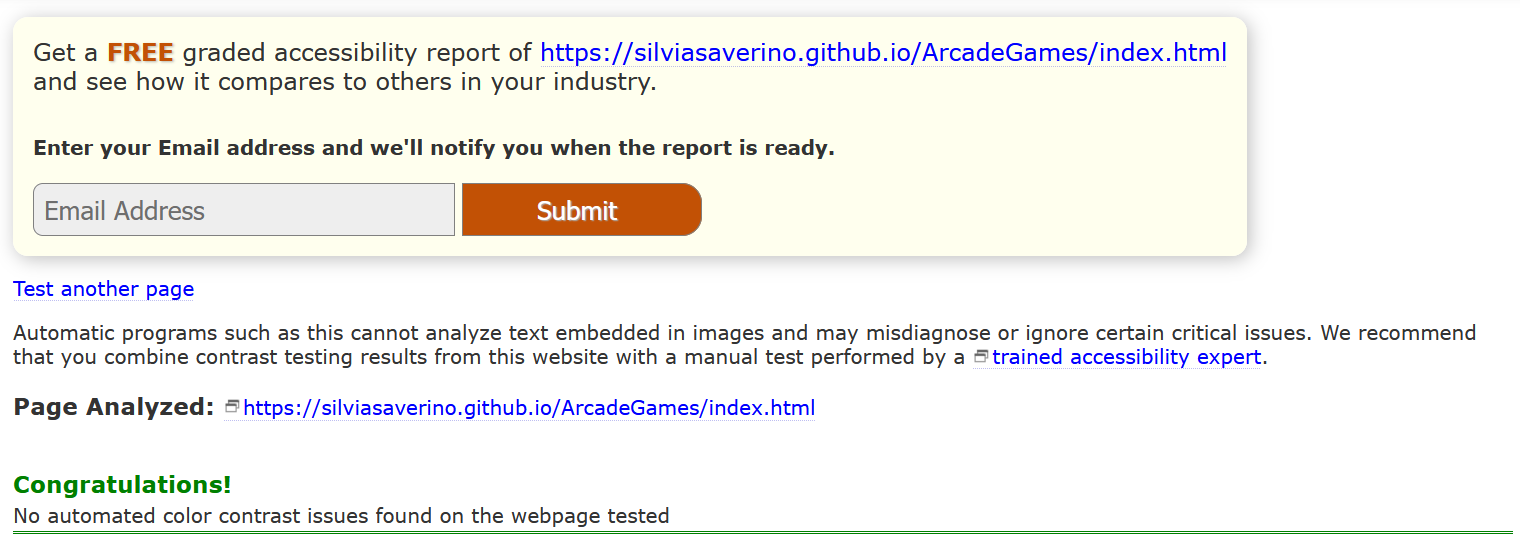 Get a FREE graded accessibility report of https://silviasaverino.github.io/ArcadeGames/index.html
and see how it compares to others in your industry.
Enter your Email address and we'll notify you when the report is ready.
Email Address Submit
Test another page
Automatic programs such as this cannot analyze text embedded in images and may misdiagnose or ignore certain critical issues. We recommend
that you combine contrast testing results from this website with a manual test performed by a trained accessibility expert.
Page Analyzed: https://silviasaverino.github.io/ArcadeGames/index.html
Congratulations!
No automated color contrast issues found on the webpage tested